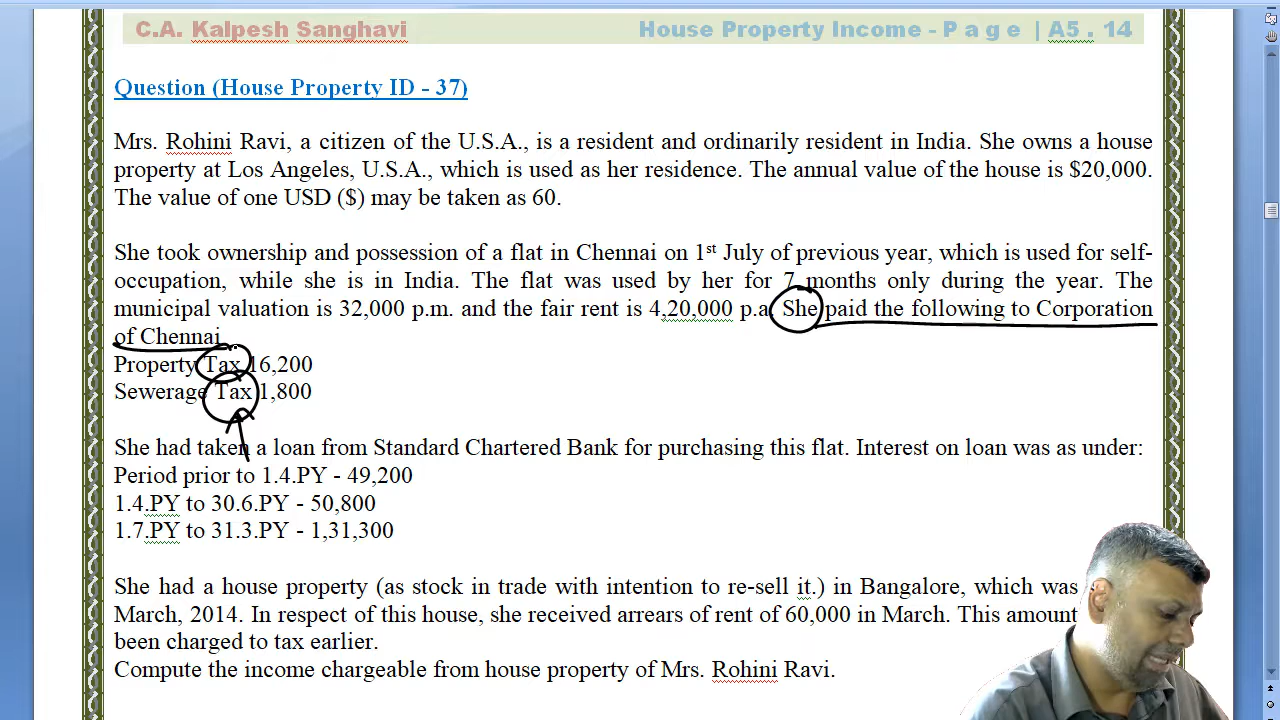 C.A. Kalpesh Sanghavi House Property Income - P a g e | A5 . 14
Question (House Property ID - 37)
Mrs. Rohini Ravi, a citizen of the U.S.A., is a resident and ordinarily resident in India. She owns a house
property at Los Angeles, U.S.A., which is used as her residence. The annual value of the house is $20,000.
The value of one USD ($) may be taken as 60.
She took ownership and possession of a flat in Chennai on 1st July of previous year, which is used for self-
occupation, while she is in India. The flat was used by her for 7 months only during the year. The
municipal valuation is 32,000 p.m. and the fair rent is 4,20,000 p.a. She paid the following to Corporation
of Chennai
Property Tax 16,200
Sewerage Tax 1,800
She had taken a loan from Standard Chartered Bank for purchasing this flat. Interest on loan was as under:
Period prior to 1.4.PY - 49,200
1.4.PY to 30.6.PY - 50,800
1.7.PY to 31.3.PY - 1,31,300
She had a house property (as stock in trade with intention to re-sell it.) in Bangalore, which was
March, 2014. In respect of this house, she received arrears of rent of 60,000 in March. This amount
been charged to tax earlier.
Compute the income chargeable from house property of Mrs. Rohini Ravi.